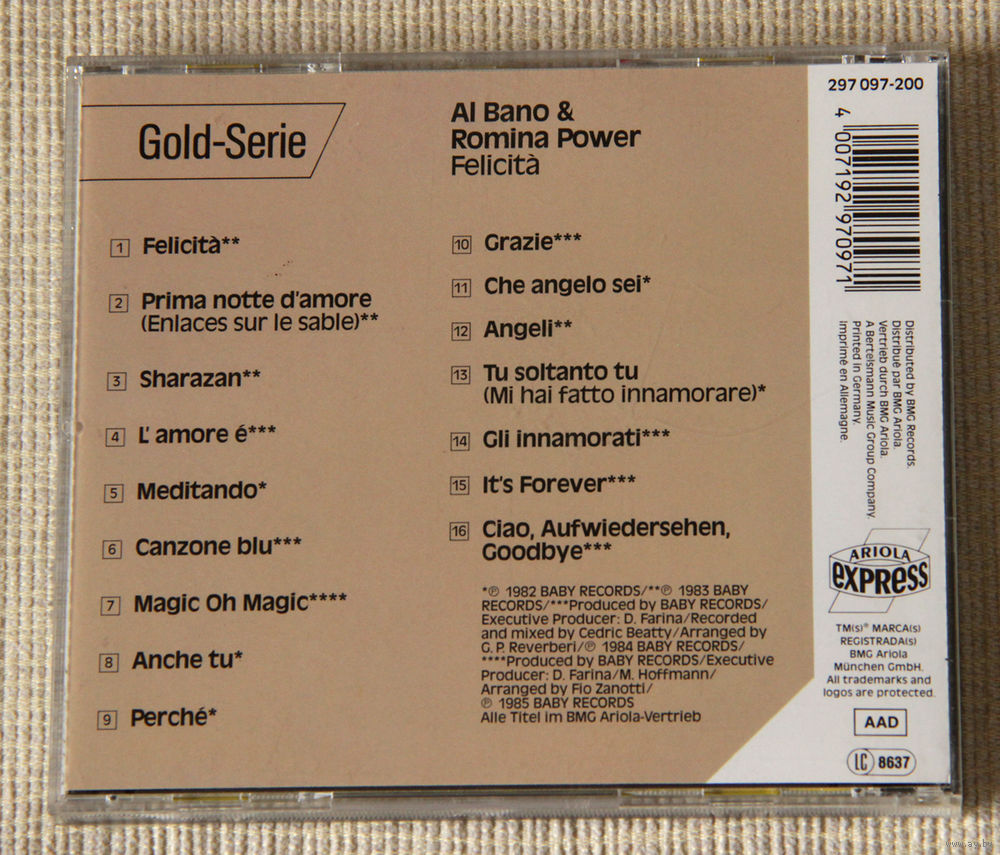 Gold-Serie
Al Bano &
Romina Power
Felicità
1 Felicità**
2 Prima notte d'amore
(Enlaces sur le sable)**
3 Sharazan**
4 L'amore é***
5 Meditando*
6 Canzone blu***
7 Magic Oh Magic****
8 Anche tu*
9 Perché*
10 Grazie***
11 Che angelo sei*
12 Angeli**
13 Tu soltanto tu
(Mi hai fatto innamorare)*
14 Gli innamorati***
15 It's Forever***
16 Ciao, Aufwiedersehen,
Goodbye***
*℗ 1982 BABY RECORDS/**℗ 1983 BABY
RECORDS/***Produced by BABY RECORDS/
Executive Producer: D. Farina/Recorded
and mixed by Cedric Beatty/Arranged by
G. P. Reverberi/℗ 1984 BABY RECORDS/
****Produced by BABY RECORDS/Executive
Producer: D. Farina/M. Hoffmann/
Arranged by Fio Zanotti/
℗ 1985 BABY RECORDS
Alle Titel im BMG Ariola-Vertrieb
297 097-200
4 007192 970971
Distributed by BMG Records.
Distribué par BMG Ariola.
Vertrieb durch BMG Ariola.
A Bertelsmann Music Group Company.
Printed in Germany.
Imprimé en Allemagne.
ARIOLA
EXPRESS
TM(S)® MARCA(S)
REGISTRADA(S)
BMG Ariola
München GmbH.
All trademarks and
logos are protected.
AAD
LC 8637
www.ay.by